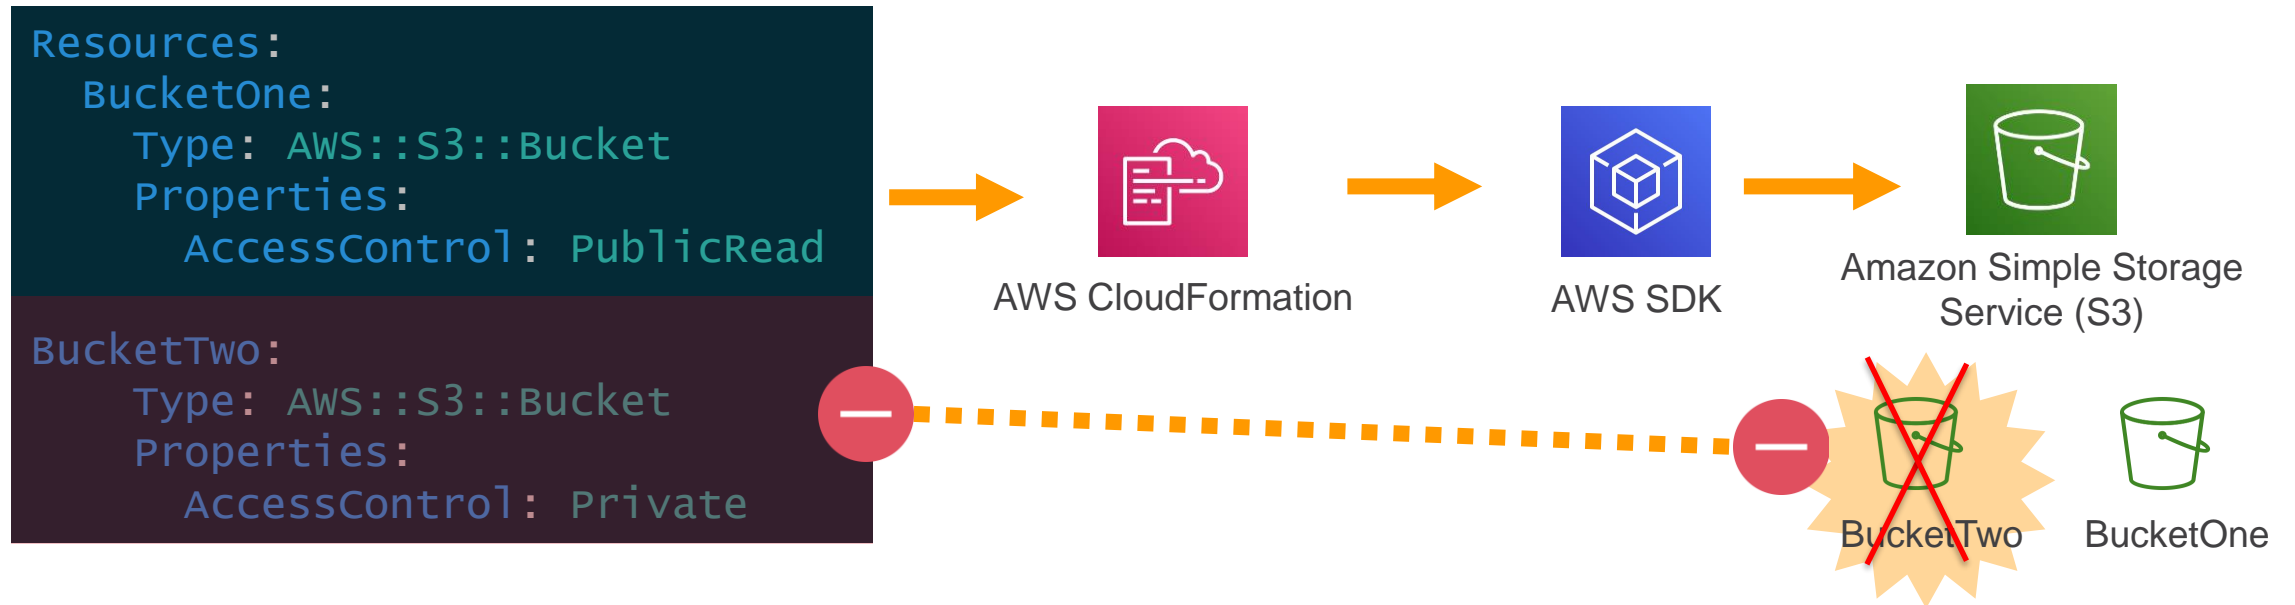 Resources:
  BucketOne:
    Type: AWS::S3::Bucket
    Properties:
      AccessControl: PublicRead
BucketTwo:
    Type: AWS::S3::Bucket
    Properties:
      AccessControl: Private
AWS CloudFormation
AWS SDK
Amazon Simple Storage
Service (S3)
BucketTwo
BucketOne